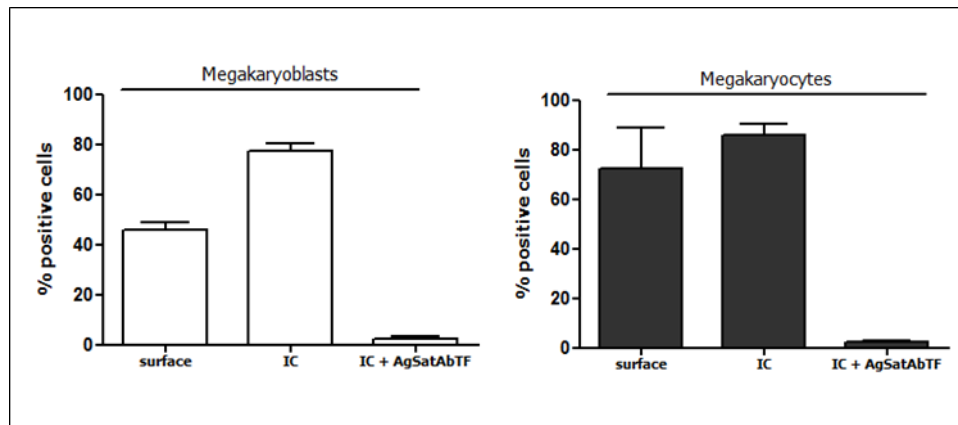 Megakaryoblasts
% positive cells
100
80
60
40
20
0
surface IC IC + AgSatAbTF
Megakaryocytes
% positive cells
100
80
60
40
20
0
surface IC IC + AgSatAbTF